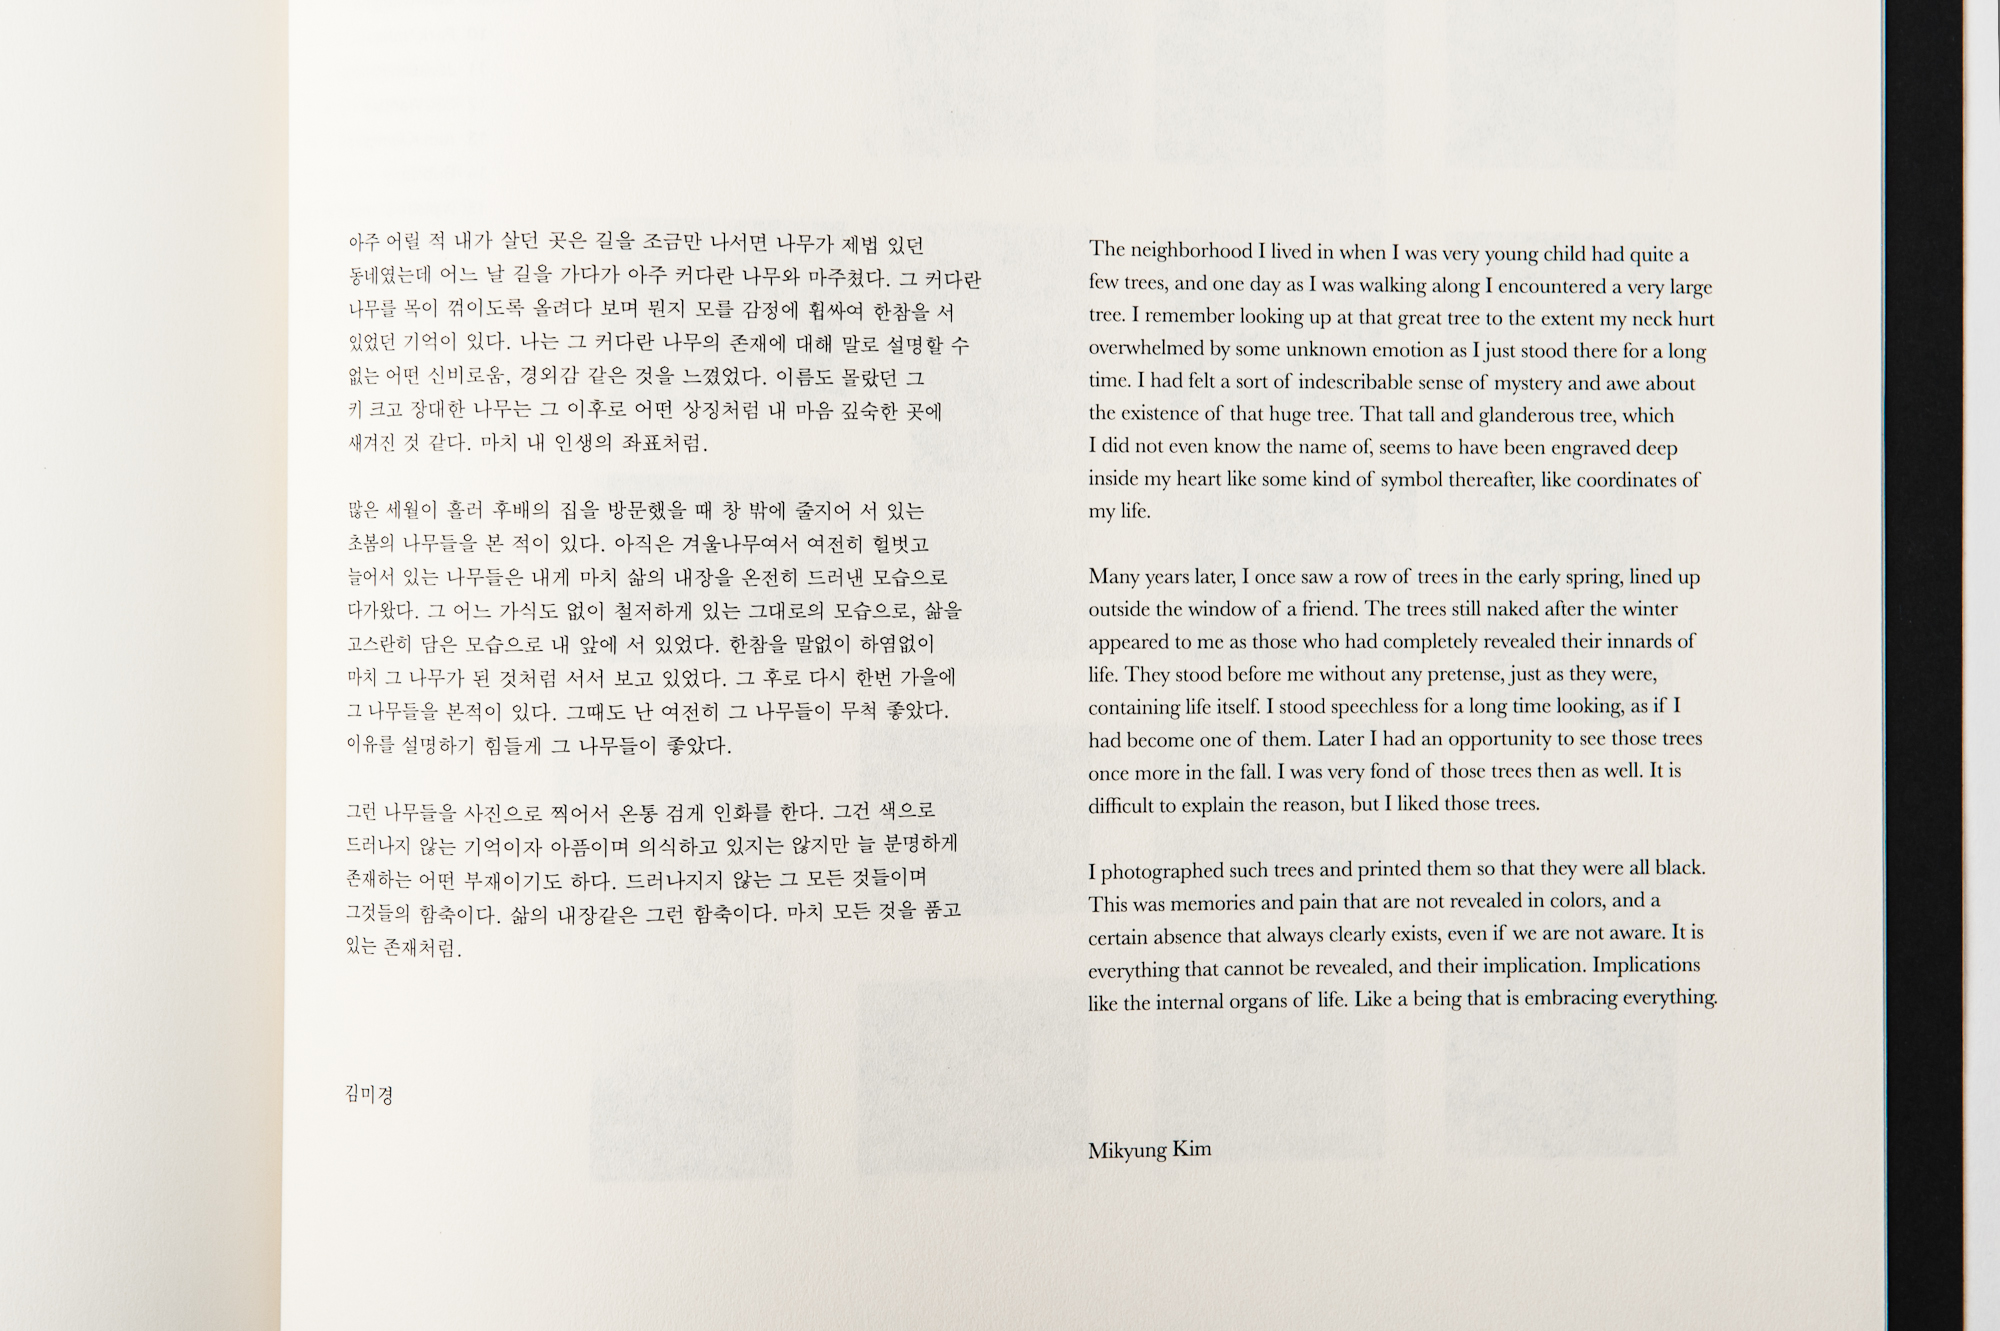 아주 어릴 적 내가 살던 곳은 길을 조금만 나서면 나무가 제법 있던
동네였는데 어느 날 길을 가다가 아주 커다란 나무와 마주쳤다. 그 커다란
나무를 목이 꺾이도록 올려다 보며 뭔지 모를 감정에 휩싸여 한참을 서
있었던 기억이 있다. 나는 그 커다란 나무의 존재에 대해 말로 설명할 수
없는 어떤 신비로움, 경외감 같은 것을 느꼈었다. 이름도 몰랐던 그
키 크고 장대한 나무는 그 이후로 어떤 상징처럼 내 마음 깊숙한 곳에
새겨진 것 같다. 마치 내 인생의 좌표처럼.
많은 세월이 흘러 후배의 집을 방문했을 때 창 밖에 줄지어 서 있는
초봄의 나무들을 본 적이 있다. 아직은 겨울나무여서 여전히 헐벗고
늘어서 있는 나무들은 내게 마치 삶의 내장을 온전히 드러낸 모습으로
다가왔다. 그 어느 가식도 없이 철저하게 있는 그대로의 모습으로, 삶을
고스란히 담은 모습으로 내 앞에 서 있었다. 한참을 말없이 하염없이
마치 그 나무가 된 것처럼 서서 보고 있었다. 그 후로 다시 한번 가을에
그 나무들을 본적이 있다. 그때도 난 여전히 그 나무들이 무척 좋았다.
이유를 설명하기 힘들게 그 나무들이 좋았다.
그런 나무들을 사진으로 찍어서 온통 검게 인화를 한다. 그건 색으로
드러나지 않는 기억이자 아픔이며 의식하고 있지는 않지만 늘 분명하게
존재하는 어떤 부재이기도 하다. 드러나지지 않는 그 모든 것들이며
그것들의 함축이다. 삶의 내장같은 그런 함축이다. 마치 모든 것을 품고
있는 존재처럼.
김미경
The neighborhood I lived in when I was very young child had quite a
few trees, and one day as I was walking along I encountered a very large
tree. I remember looking up at that great tree to the extent my neck hurt
overwhelmed by some unknown emotion as I just stood there for a long
time. I had felt a sort of indescribable sense of mystery and awe about
the existence of that huge tree. That tall and glanderous tree, which
I did not even know the name of, seems to have been engraved deep
inside my heart like some kind of symbol thereafter, like coordinates of
my life.
Many years later, I once saw a row of trees in the early spring, lined up
outside the window of a friend. The trees still naked after the winter
appeared to me as those who had completely revealed their innards of
life. They stood before me without any pretense, just as they were,
containing life itself. I stood speechless for a long time looking, as if I
had become one of them. Later I had an opportunity to see those trees
once more in the fall. I was very fond of those trees then as well. It is
difficult to explain the reason, but I liked those trees.
I photographed such trees and printed them so that they were all black.
This was memories and pain that are not revealed in colors, and a
certain absence that always clearly exists, even if we are not aware. It is
everything that cannot be revealed, and their implication. Implications
like the internal organs of life. Like a being that is embracing everything.
Mikyung Kim